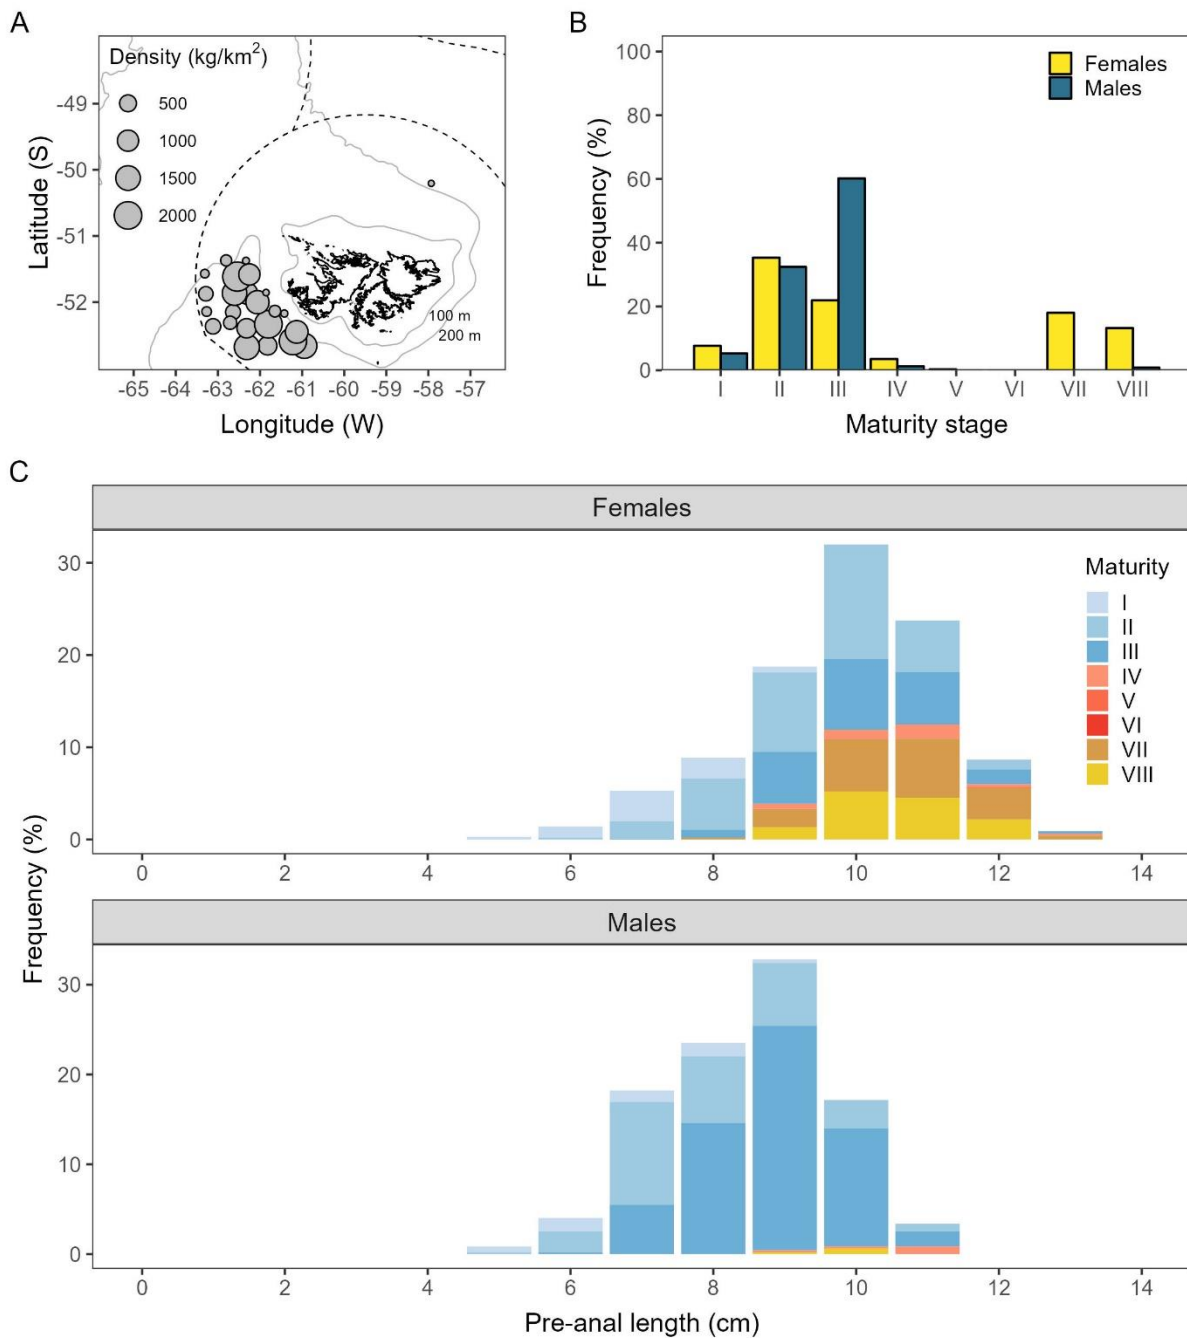 A
Density (kg/km²)
500
1000
1500
2000
-49
-50
-51
-52
Latitude (S)
100 m
200 m
-65 -64 -63 -62 -61 -60 -59 -58 -57
Longitude (W)
B
Females
Males
100
80
60
40
20
0
Frequency (%)
I II III IV V VI VII VIII
Maturity stage
C
Females
Maturity
I
II
III
IV
V
VI
VII
VIII
30
20
10
0
0 2 4 6 8 10 12 14
Frequency (%)
Males
30
20
10
0
0 2 4 6 8 10 12 14
Pre-anal length (cm)